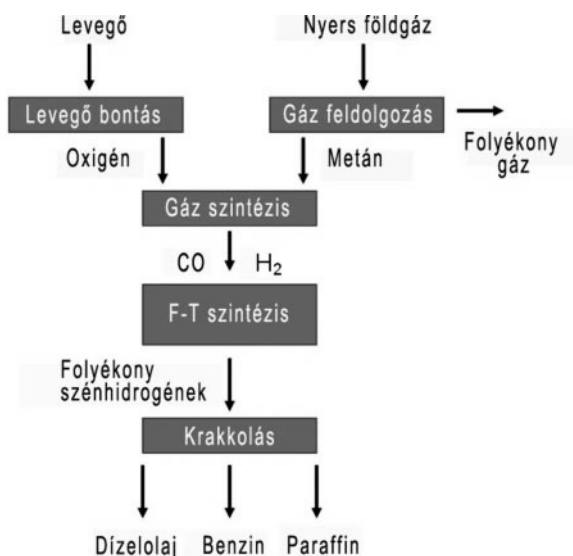 Levegő
Nyers földgáz
Levegő bontás
Gáz feldolgozás
Folyékony
gáz
Oxigén
Metán
Gáz szintézis
CO
H₂
F-T szintézis
Folyékony
szénhidrogének
Krakkolás
Dízelolaj
Benzin
Paraffin